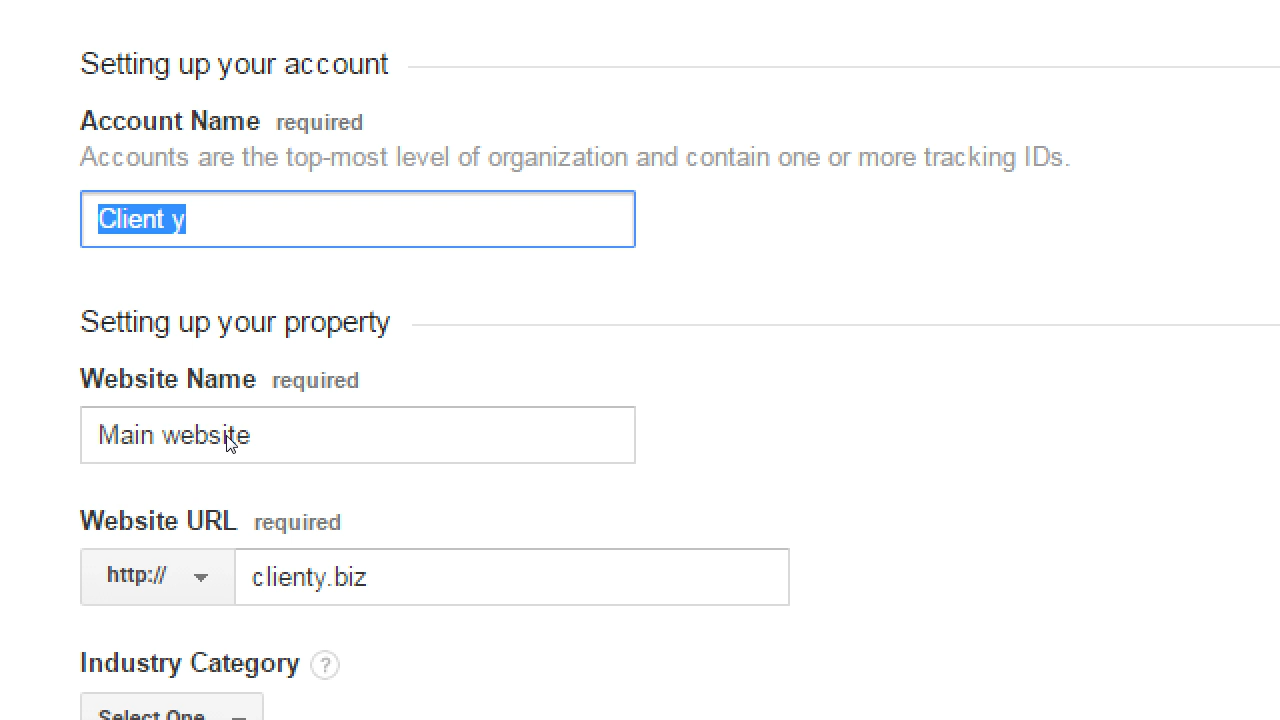 Setting up your account
Account Name required
Accounts are the top-most level of organization and contain one or more tracking IDs.
Client y
Setting up your property
Website Name required
Main website
Website URL required
http:// clienty.biz
Industry Category ?
Select One